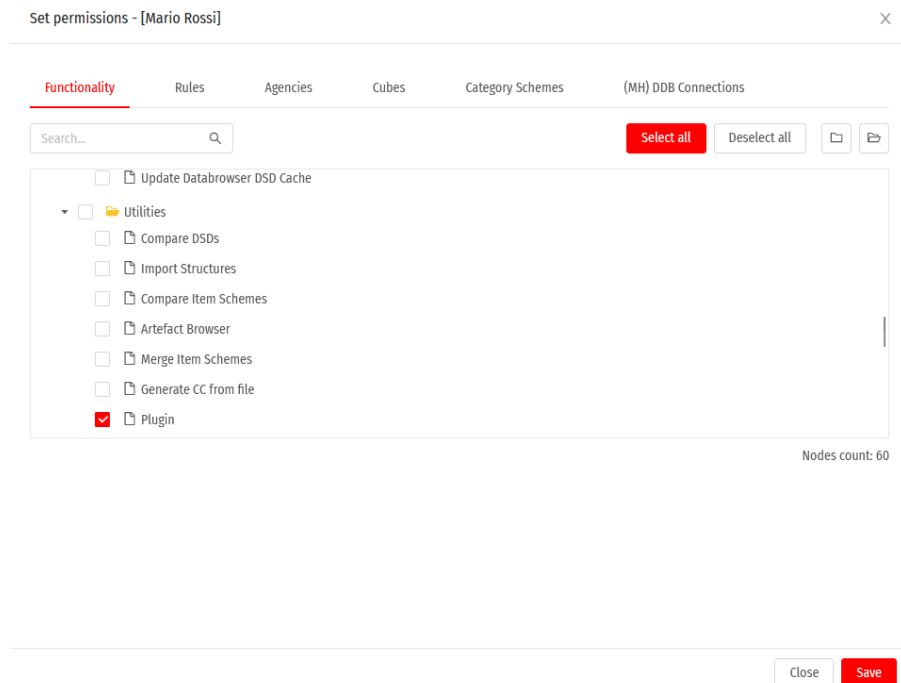 Set permissions - [Mario Rossi]
Functionality Rules Agencies Cubes Category Schemes (MH) DDB Connections
Search... Select all Deselect all
Update Databrowser DSD Cache
Utilities
Compare DSDs
Import Structures
Compare Item Schemes
Artefact Browser
Merge Item Schemes
Generate CC from file
Plugin
Nodes count: 60
Close Save